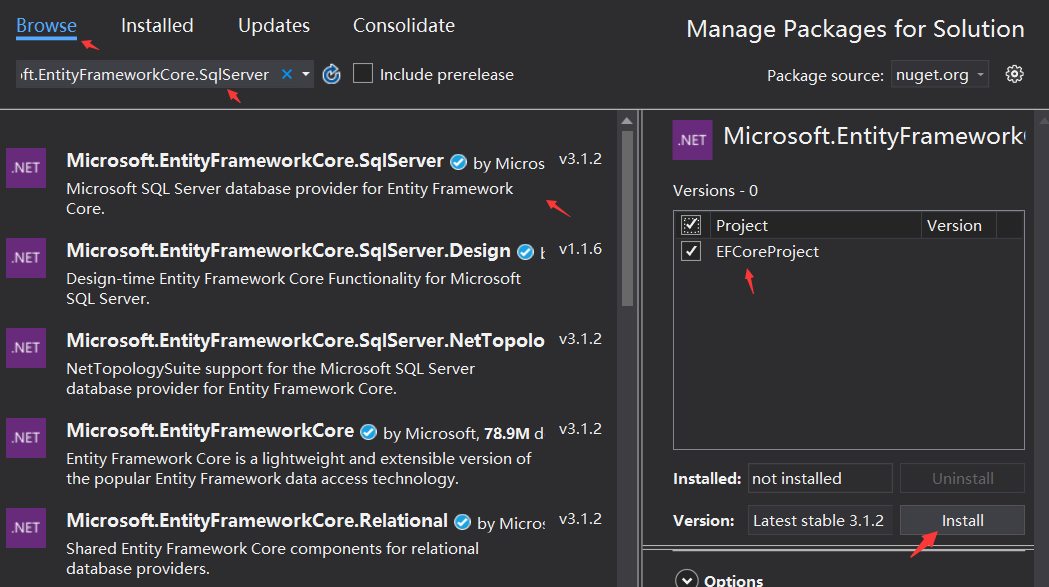 Browse Installed Updates Consolidate
Manage Packages for Solution
ft.EntityFrameworkCore.SqlServer
Include prerelease
Package source: nuget.org
.NET
Microsoft.EntityFrameworkCore.SqlServer by Micros v3.1.2
Microsoft SQL Server database provider for Entity Framework
Core.
.NET
Microsoft.EntityFrameworkCore.SqlServer.Design b v1.1.6
Design-time Entity Framework Core Functionality for Microsoft
SQL Server.
.NET
Microsoft.EntityFrameworkCore.SqlServer.NetTopolo v3.1.2
NetTopologySuite support for the Microsoft SQL Server
database provider for Entity Framework Core.
.NET
Microsoft.EntityFrameworkCore by Microsoft, 78.9M d v3.1.2
Entity Framework Core is a lightweight and extensible version of
the popular Entity Framework data access technology.
.NET
Microsoft.EntityFrameworkCore.Relational by Micros v3.1.2
Shared Entity Framework Core components for relational
database providers.
.NET
Microsoft.EntityFrameworkC
Versions - 0
Project Version
EFCoreProject
Installed: not installed Uninstall
Version: Latest stable 3.1.2 Install
Options